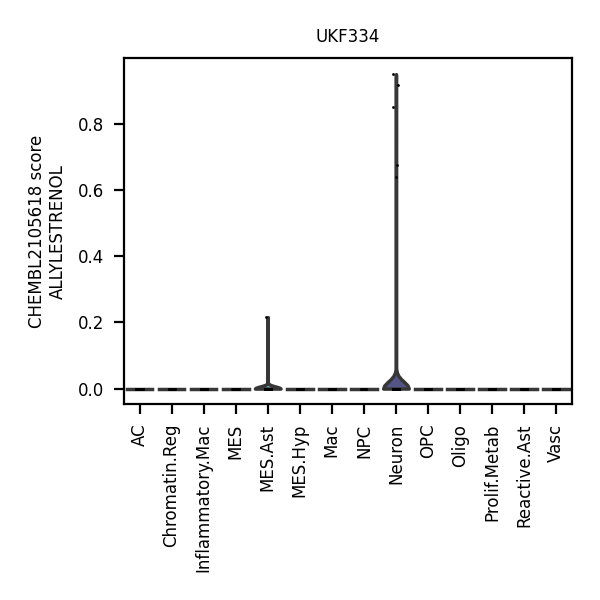 UKF334
CHEMBL2105618 score
ALLYLESTRENOL
0.8
0.6
0.4
0.2
0.0
AC
Chromatin.Reg
Inflammatory.Mac
MES
MES.Ast
MES.Hyp
Mac
NPC
Neuron
OPC
Oligo
Prolif.Metab
Reactive.Ast
Vasc